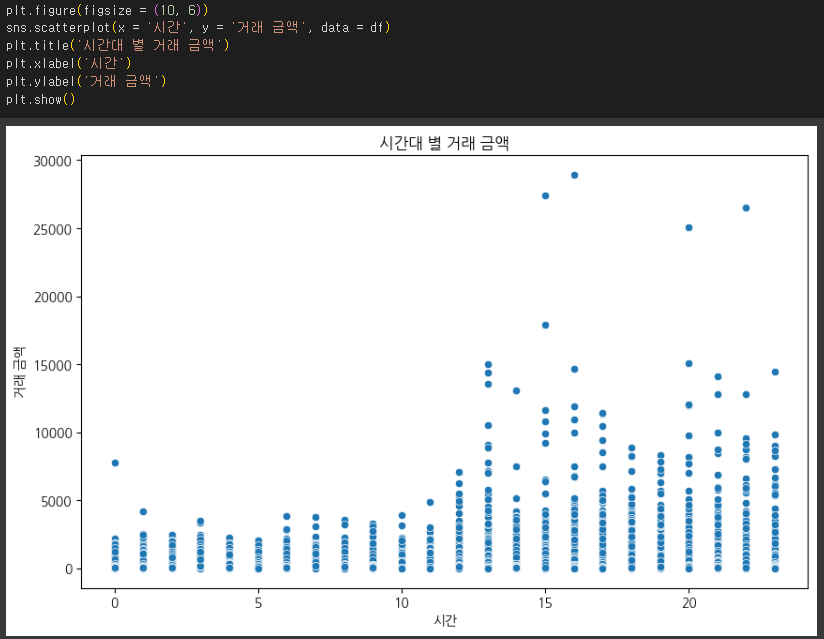 plt.figure(figsize = (10, 6))
sns.scatterplot(x = '시간', y = '거래 금액', data = df)
plt.title('시간대 별 거래 금액')
plt.xlabel('시간')
plt.ylabel('거래 금액')
plt.show()
시간대 별 거래 금액
30000
25000
20000
15000
10000
5000
0
거래 금액
0 5 10 15 20
시간